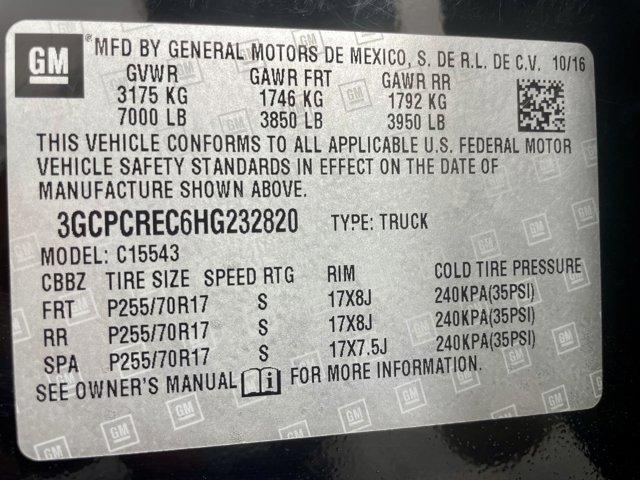 GM ® MFD BY GENERAL MOTORS DE MEXICO, S. DE R.L. DE C.V. 10/16
GVWR GAWR FRT GAWR RR
3175 KG 1746 KG 1792 KG
7000 LB 3850 LB 3950 LB
THIS VEHICLE CONFORMS TO ALL APPLICABLE U.S. FEDERAL MOTOR
VEHICLE SAFETY STANDARDS IN EFFECT ON THE DATE OF
MANUFACTURE SHOWN ABOVE.
3GCPCREC6HG232820 TYPE: TRUCK
MODEL: C15543
CBBZ TIRE SIZE SPEED RTG RIM COLD TIRE PRESSURE
FRT P255/70R17 S 17X8J 240KPA(35PSI)
RR P255/70R17 S 17X8J 240KPA(35PSI)
SPA P255/70R17 S 17X7.5J 240KPA(35PSI)
SEE OWNER'S MANUAL FOR MORE INFORMATION.